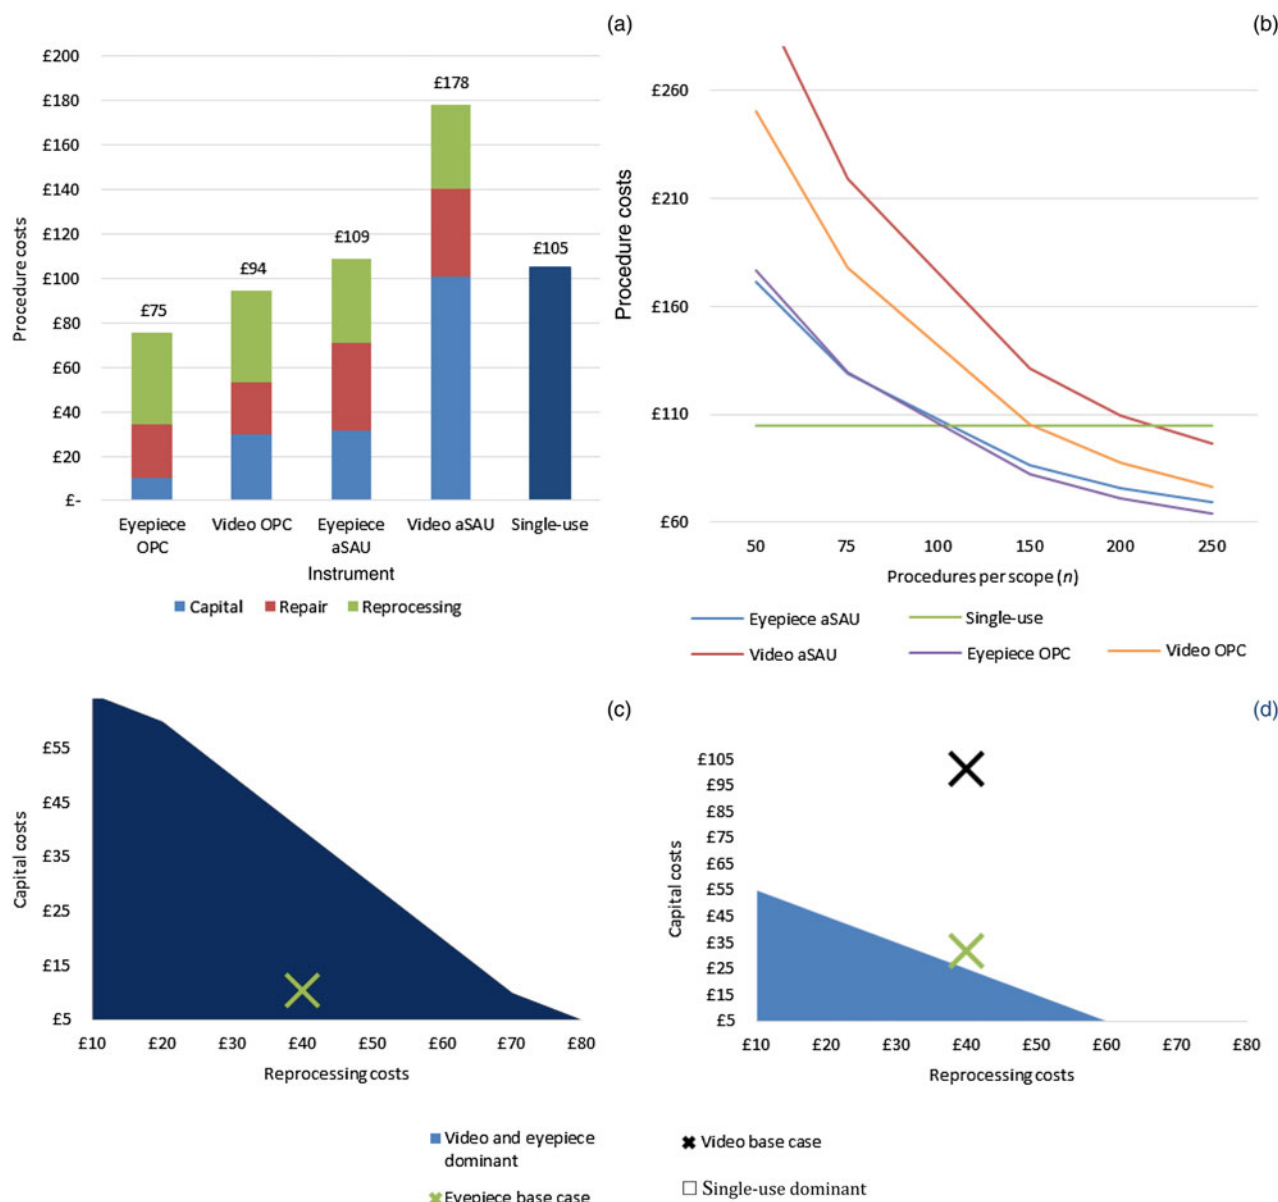 (a)
£200
£180
£160
£140
£120
£100
£80
£60
£40
£20
£-
Procedure costs
£75
£94
£109
£178
£105
Eyepiece OPC
Video OPC
Eyepiece aSAU
Video aSAU
Single-use
Instrument
Capital
Repair
Reprocessing
(b)
£260
£210
£160
£110
£60
Procedure costs
50 75 100 150 200 250
Procedures per scope (n)
Eyepiece aSAU
Single-use
Video aSAU
Eyepiece OPC
Video OPC
(c)
£55
£45
£35
£25
£15
£5
Capital costs
£10 £20 £30 £40 £50 £60 £70 £80
Reprocessing costs
(d)
£105
£95
£85
£75
£65
£55
£45
£35
£25
£15
£5
Capital costs
£10 £20 £30 £40 £50 £60 £70 £80
Reprocessing costs
Video and eyepiece
dominant
Eyepiece base case
Video base case
Single-use dominant